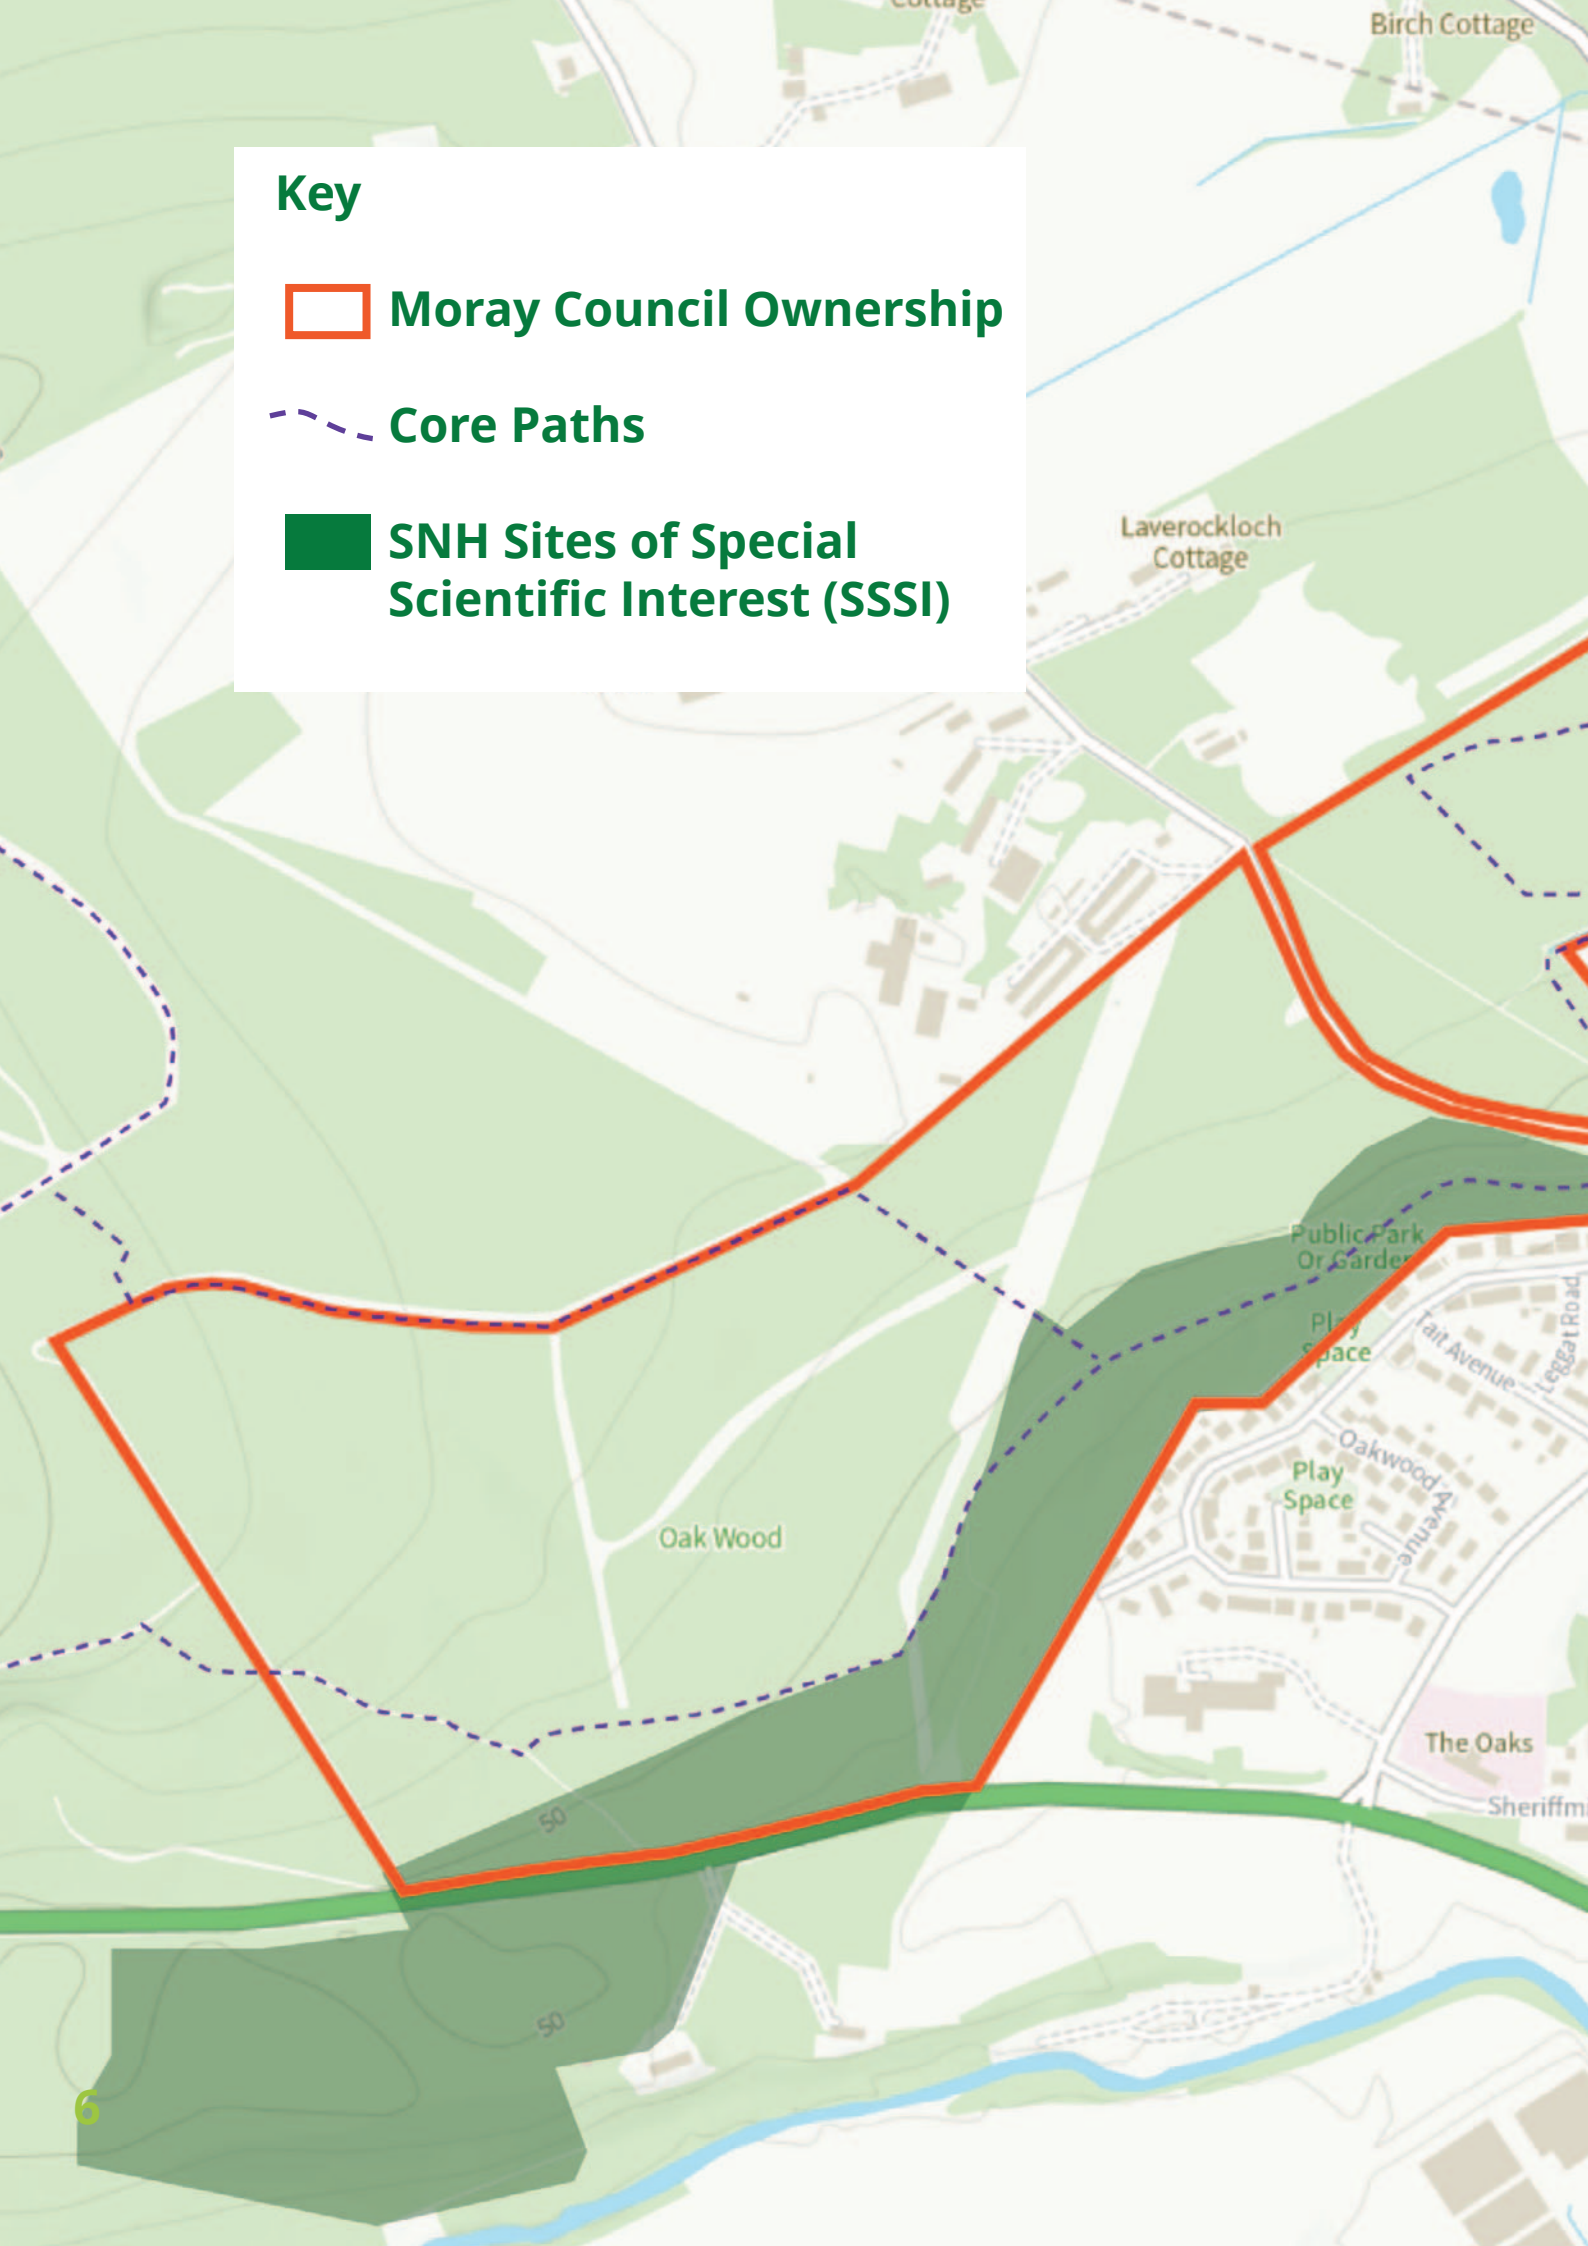 Cottage
Birch Cottage
Key
Moray Council Ownership
Core Paths
SNH Sites of Special
Scientific Interest (SSSI)
Laverockloch
Cottage
Public Park
Or Garden
Play
Space
Tait Avenue
Leggat Road
Oakwood Avenue
Play
Space
Oak Wood
The Oaks
Sheriffmi
50
50
6